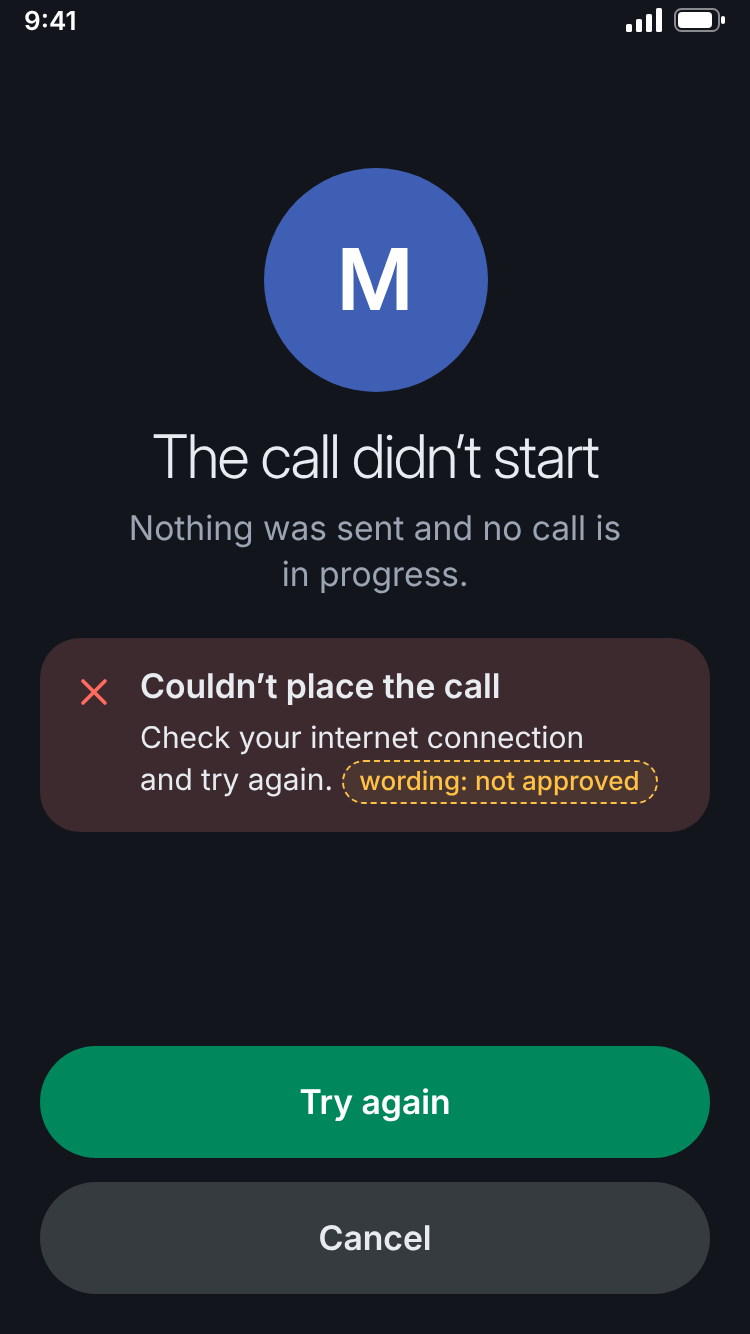 9:41
M
The call didn’t start
Nothing was sent and no call is
in progress.
Couldn’t place the call
Check your internet connection
and try again. wording: not approved
Try again
Cancel